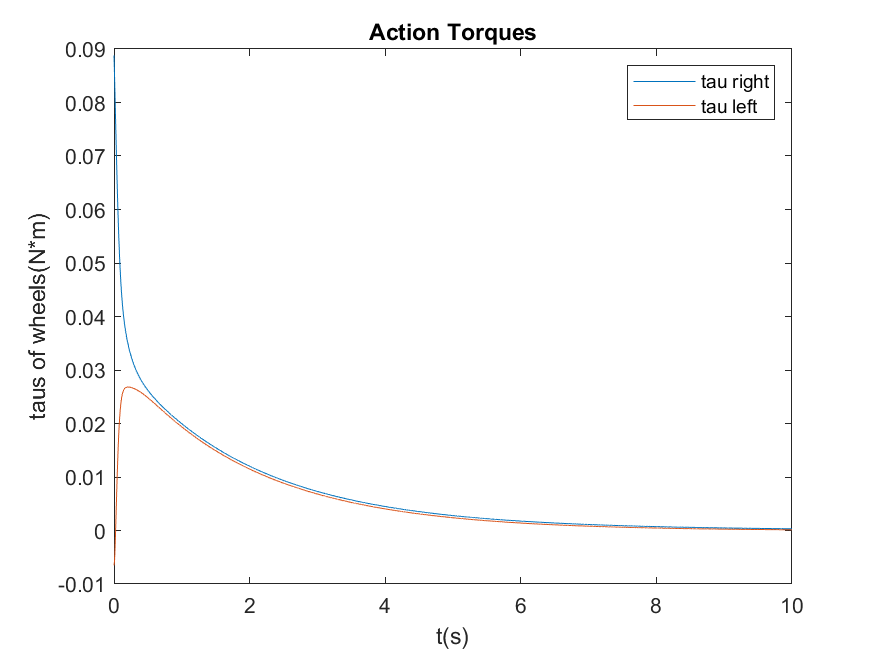 Action Torques
tau right
tau left
taus of wheels(N*m)
0.09
0.08
0.07
0.06
0.05
0.04
0.03
0.02
0.01
0
-0.01
0 2 4 6 8 10
t(s)